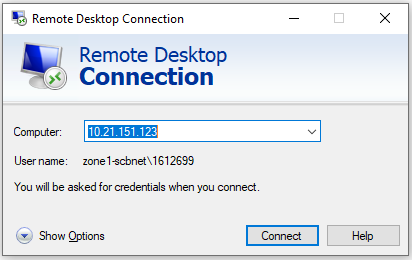 Remote Desktop Connection
Remote Desktop
Connection
Computer: 10.21.151.123
User name: zone1-scbnet\1612699
You will be asked for credentials when you connect.
Show Options Connect Help